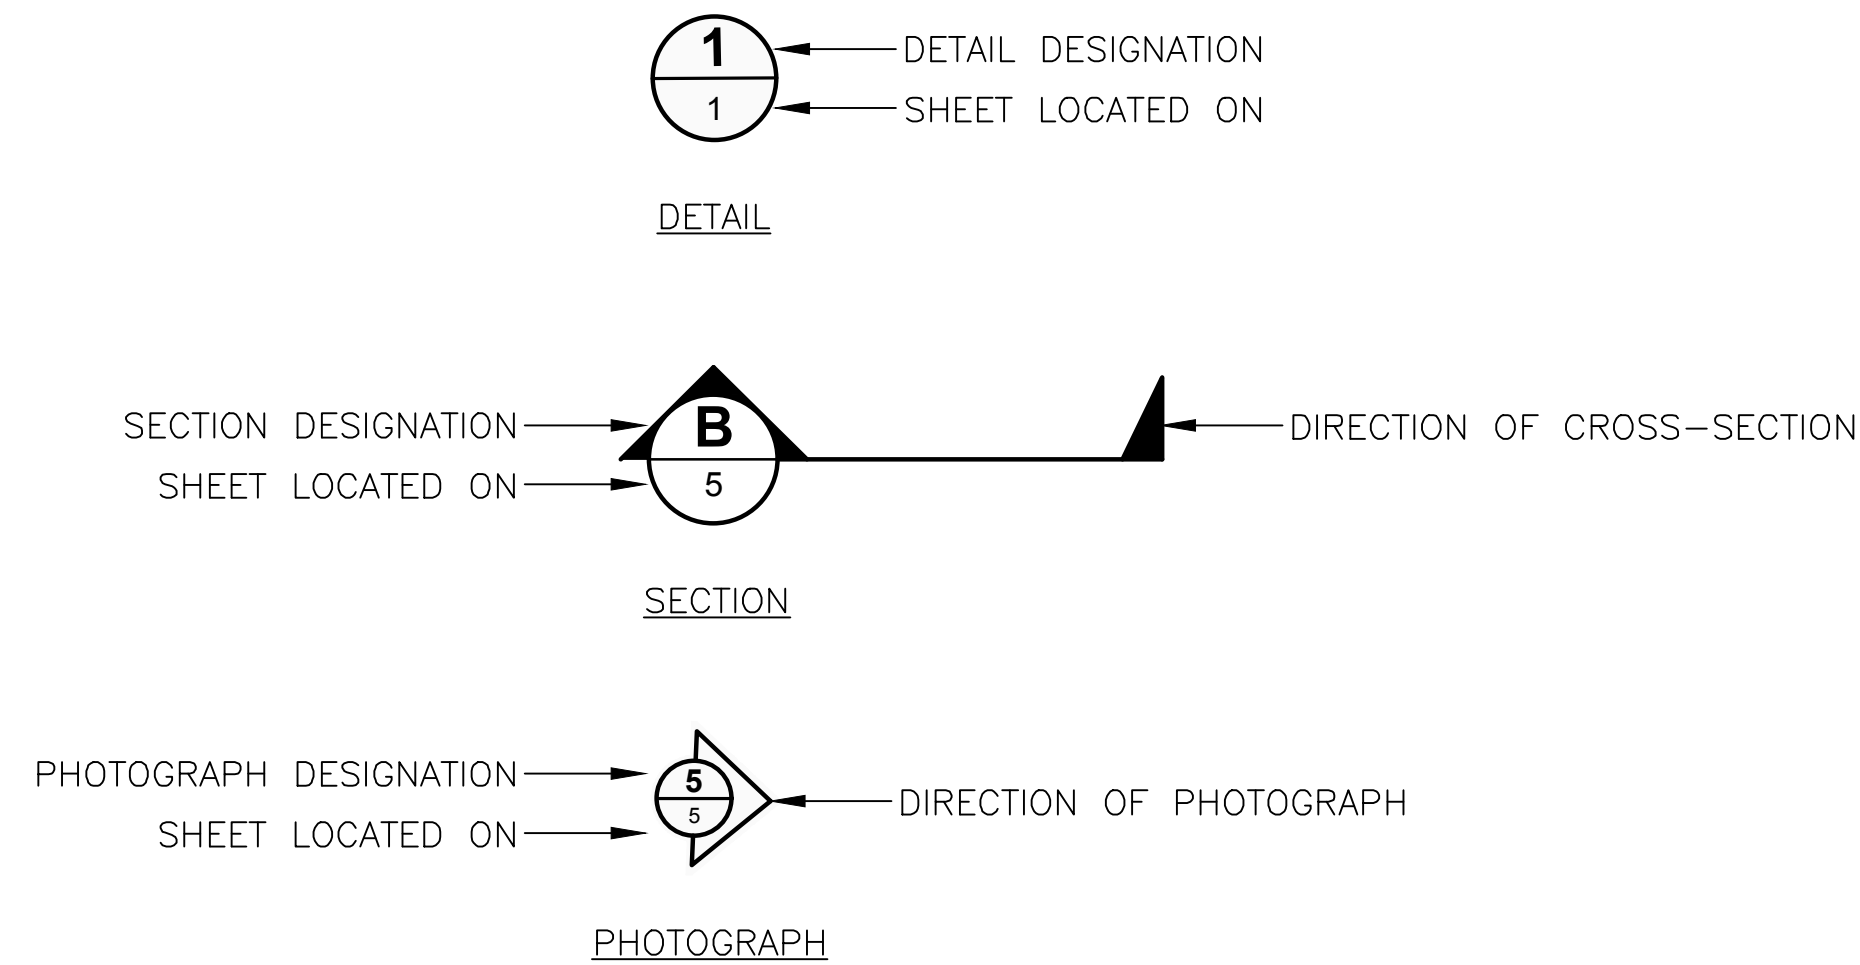 1
DETAIL DESIGNATION
1
SHEET LOCATED ON
DETAIL
SECTION DESIGNATION
B
DIRECTION OF CROSS-SECTION
SHEET LOCATED ON
5
SECTION
PHOTOGRAPH DESIGNATION
5
DIRECTION OF PHOTOGRAPH
SHEET LOCATED ON
5
PHOTOGRAPH